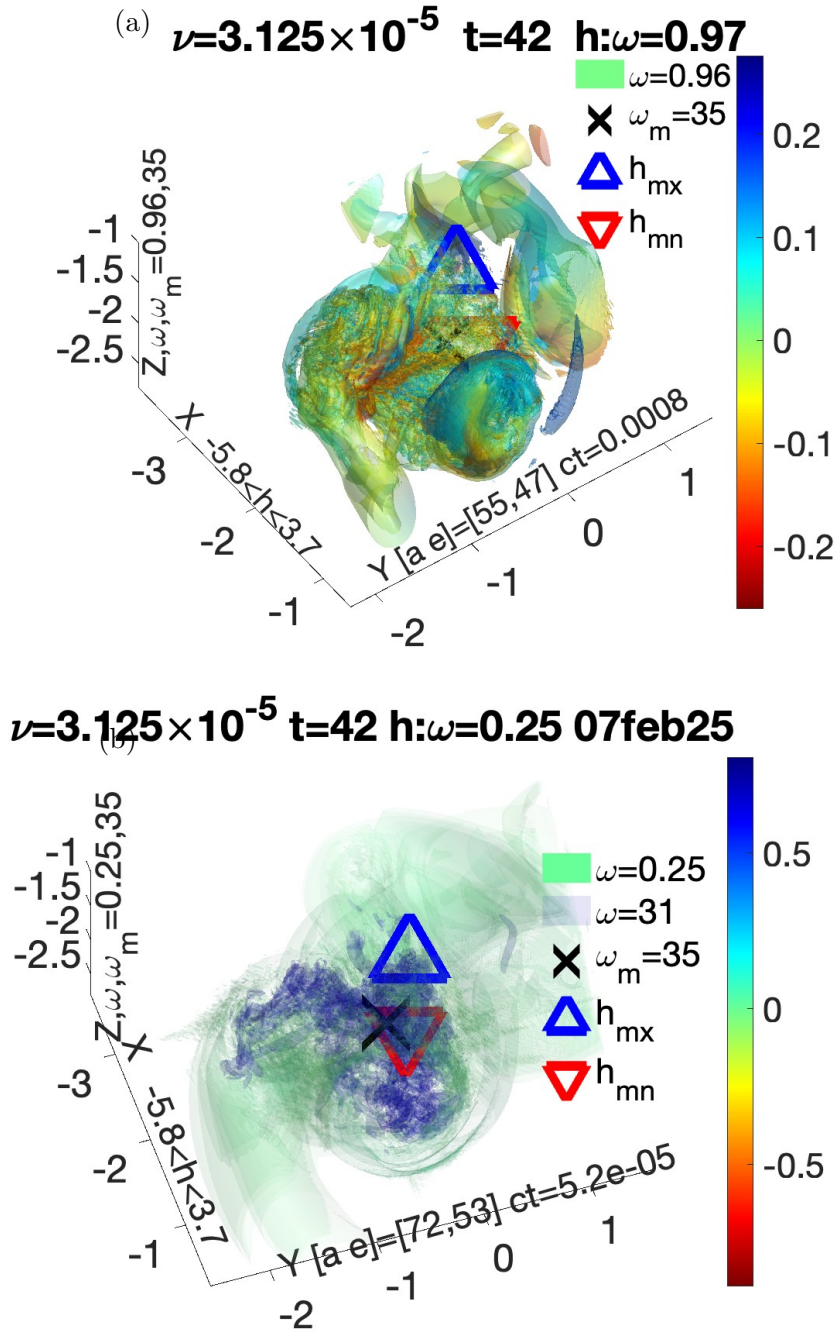 (a)
ν=3.125×10⁻⁵ t=42 h:ω=0.97
ω=0.96
ω_m=35
h_mx
h_mn
0.2
0.1
0
-0.1
-0.2
Z,ω,ω_m=0.96,35
-1
-1.5
-2
-2.5
X -5.8<h<3.7
-3
-2
-1
Y [a e]=[55,47] ct=0.0008
-2
-1
0
1
ν=3.125×10⁻⁵ t=42 h:ω=0.25 07feb25
(b)
ω=0.25
ω=31
ω_m=35
h_mx
h_mn
0.5
0
-0.5
Z,ω,ω_m=0.25,35
-1
-1.5
-2
-2.5
X -5.8<h<3.7
-3
-2
-1
Y [a e]=[72,53] ct=5.2e-05
-2
-1
0
1